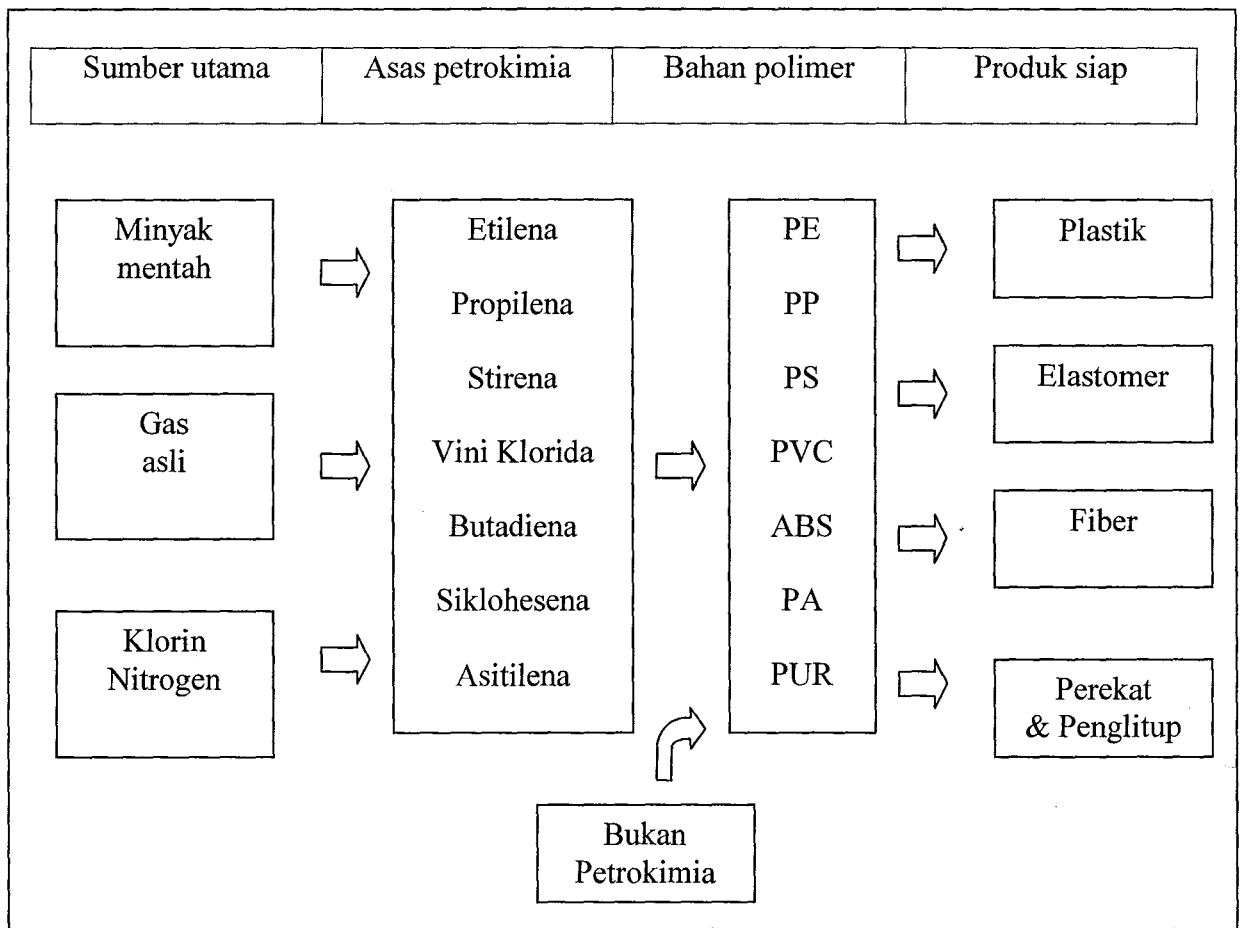 Sumber utama
Asas petrokimia
Bahan polimer
Produk siap
Minyak
mentah
Gas
asli
Klorin
Nitrogen
Etilena
Propilena
Stirena
Vini Klorida
Butadiena
Siklohesena
Asitilena
PE
PP
PS
PVC
ABS
PA
PUR
Plastik
Elastomer
Fiber
Perekat
& Penglitup
Bukan
Petrokimia